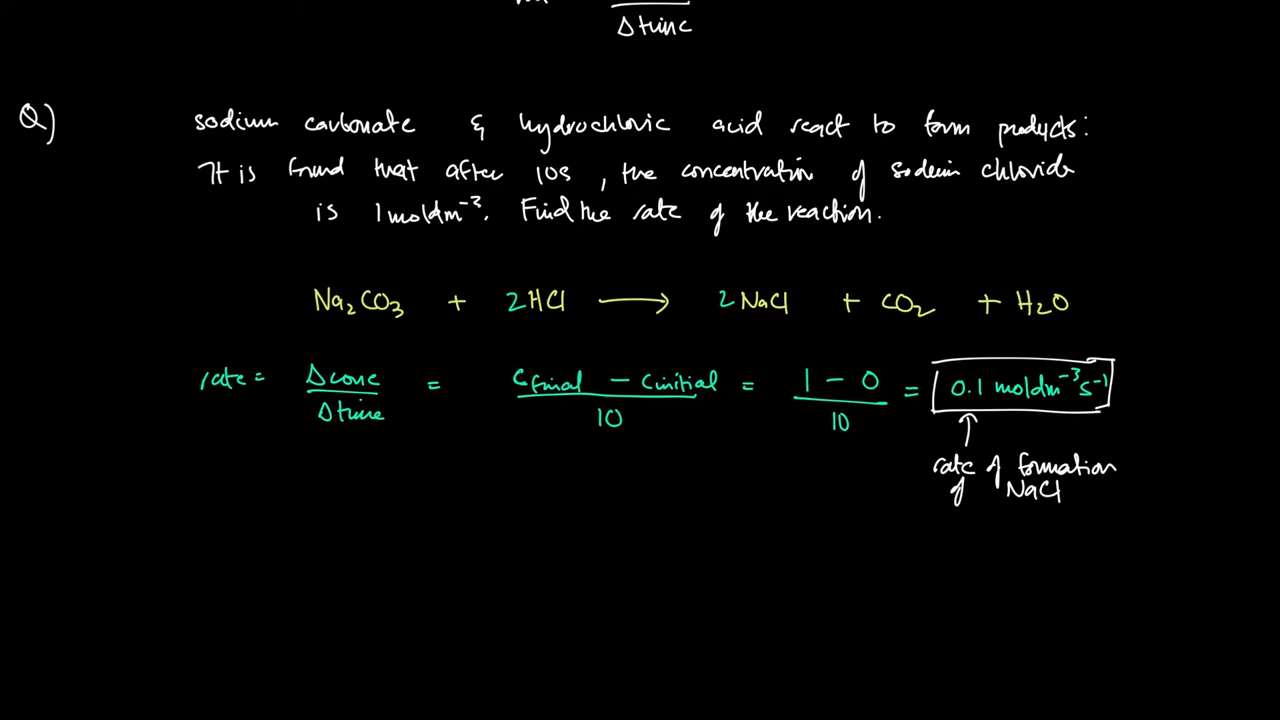 Δtime
Q)
sodium carbonate & hydrochloric acid react to form products:
It is found that after 10s, the concentration of sodium chloride
is 1moldm⁻³. Find the rate of the reaction.
Na₂CO₃ + 2HCl ⟶ 2NaCl + CO₂ + H₂O
rate = Δconc/Δtime = (Cfinal − Cinitial)/10 = (1 − 0)/10 = 0.1 moldm⁻³s⁻¹
↑
rate of formation
of NaCl